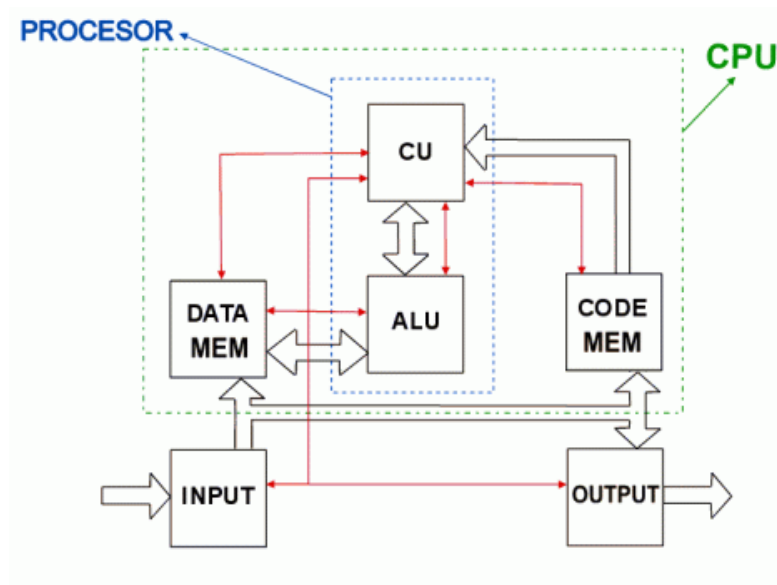 PROCESOR
CPU
CU
DATA
MEM
ALU
CODE
MEM
INPUT
OUTPUT